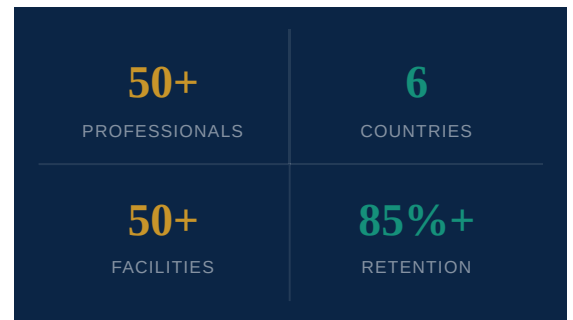 50+
6
PROFESSIONALS
COUNTRIES
50+
85%+
FACILITIES
RETENTION